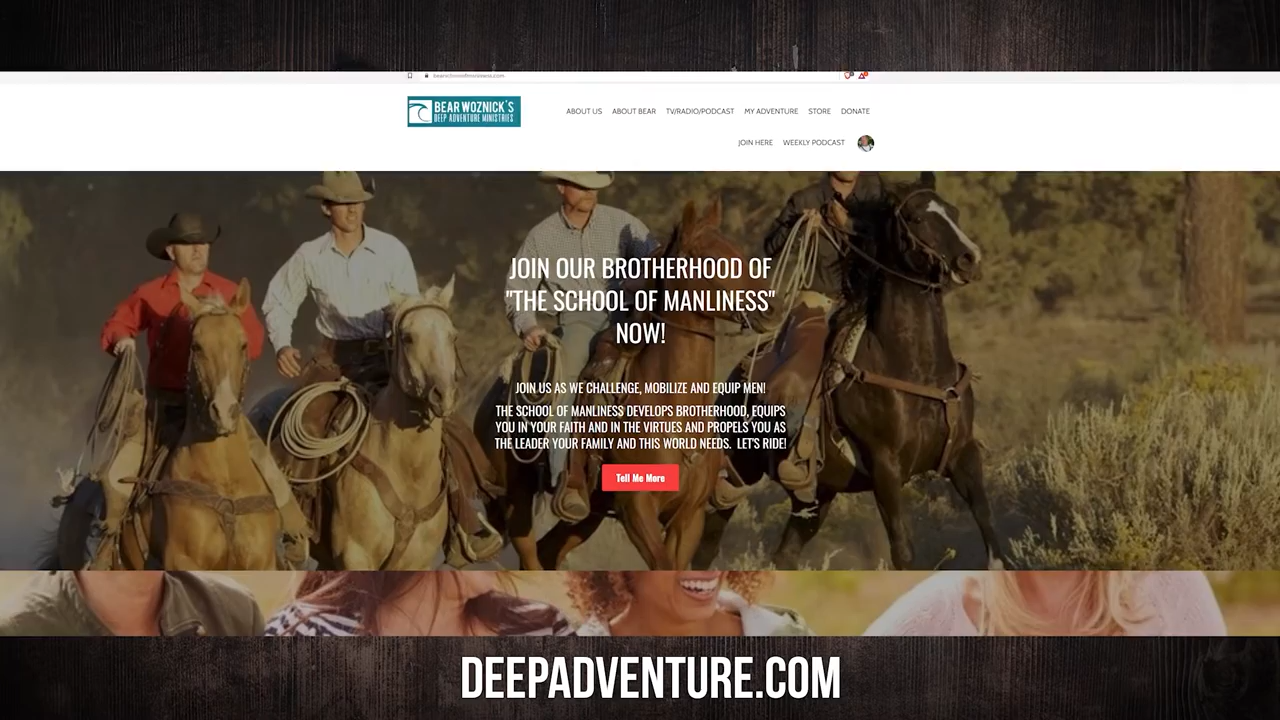 BEAR WOZNICK'S
DEEP ADVENTURE MINISTRIES
ABOUT US ABOUT BEAR TV/RADIO/PODCAST MY ADVENTURE STORE DONATE
JOIN HERE WEEKLY PODCAST
JOIN OUR BROTHERHOOD OF
"THE SCHOOL OF MANLINESS"
NOW!
JOIN US AS WE CHALLENGE, MOBILIZE AND EQUIP MEN!
THE SCHOOL OF MANLINESS DEVELOPS BROTHERHOOD, EQUIPS
YOU IN YOUR FAITH AND IN THE VIRTUES AND PROPELS YOU AS
THE LEADER YOUR FAMILY AND THIS WORLD NEEDS. LET'S RIDE!
Tell Me More
DEEPADVENTURE.COM